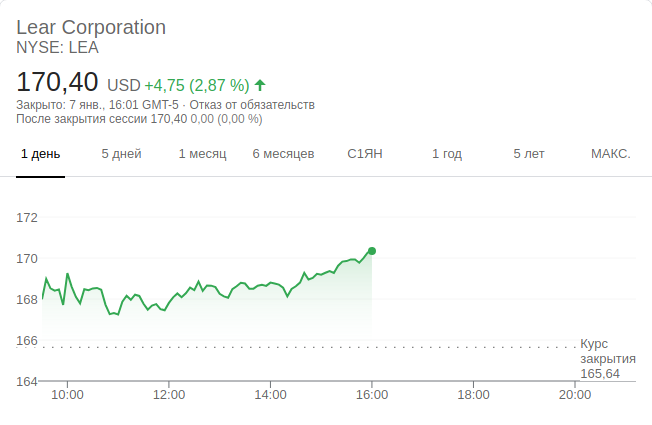 Lear Corporation
NYSE: LEA
170,40 USD +4,75 (2,87 %)
Закрыто: 7 янв., 16:01 GMT-5 · Отказ от обязательств
После закрытия сессии 170,40 0,00 (0,00 %)
1 день 5 дней 1 месяц 6 месяцев С1ЯН 1 год 5 лет МАКС.
172
170
168
166
164
Курс
закрытия
165,64
10:00 12:00 14:00 16:00 18:00 20:00